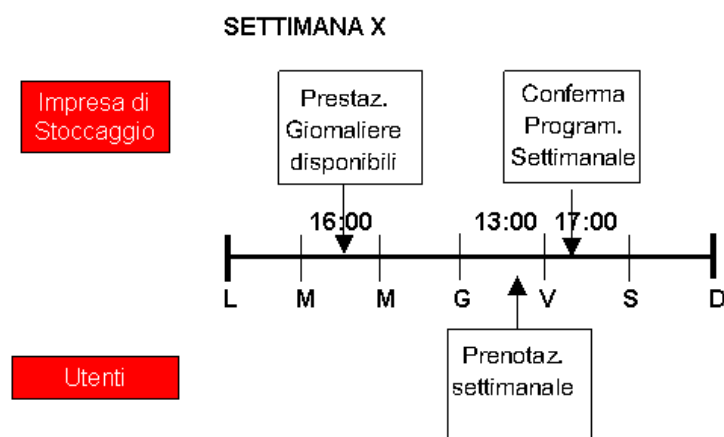 SETTIMANA X
Impresa di
Stoccaggio
Prestaz.
Giornaliere
disponibili
Conferma
Program.
Settimanale
16:00
13:00
17:00
L
M
M
G
V
S
D
Prenotaz.
settimanale
Utenti